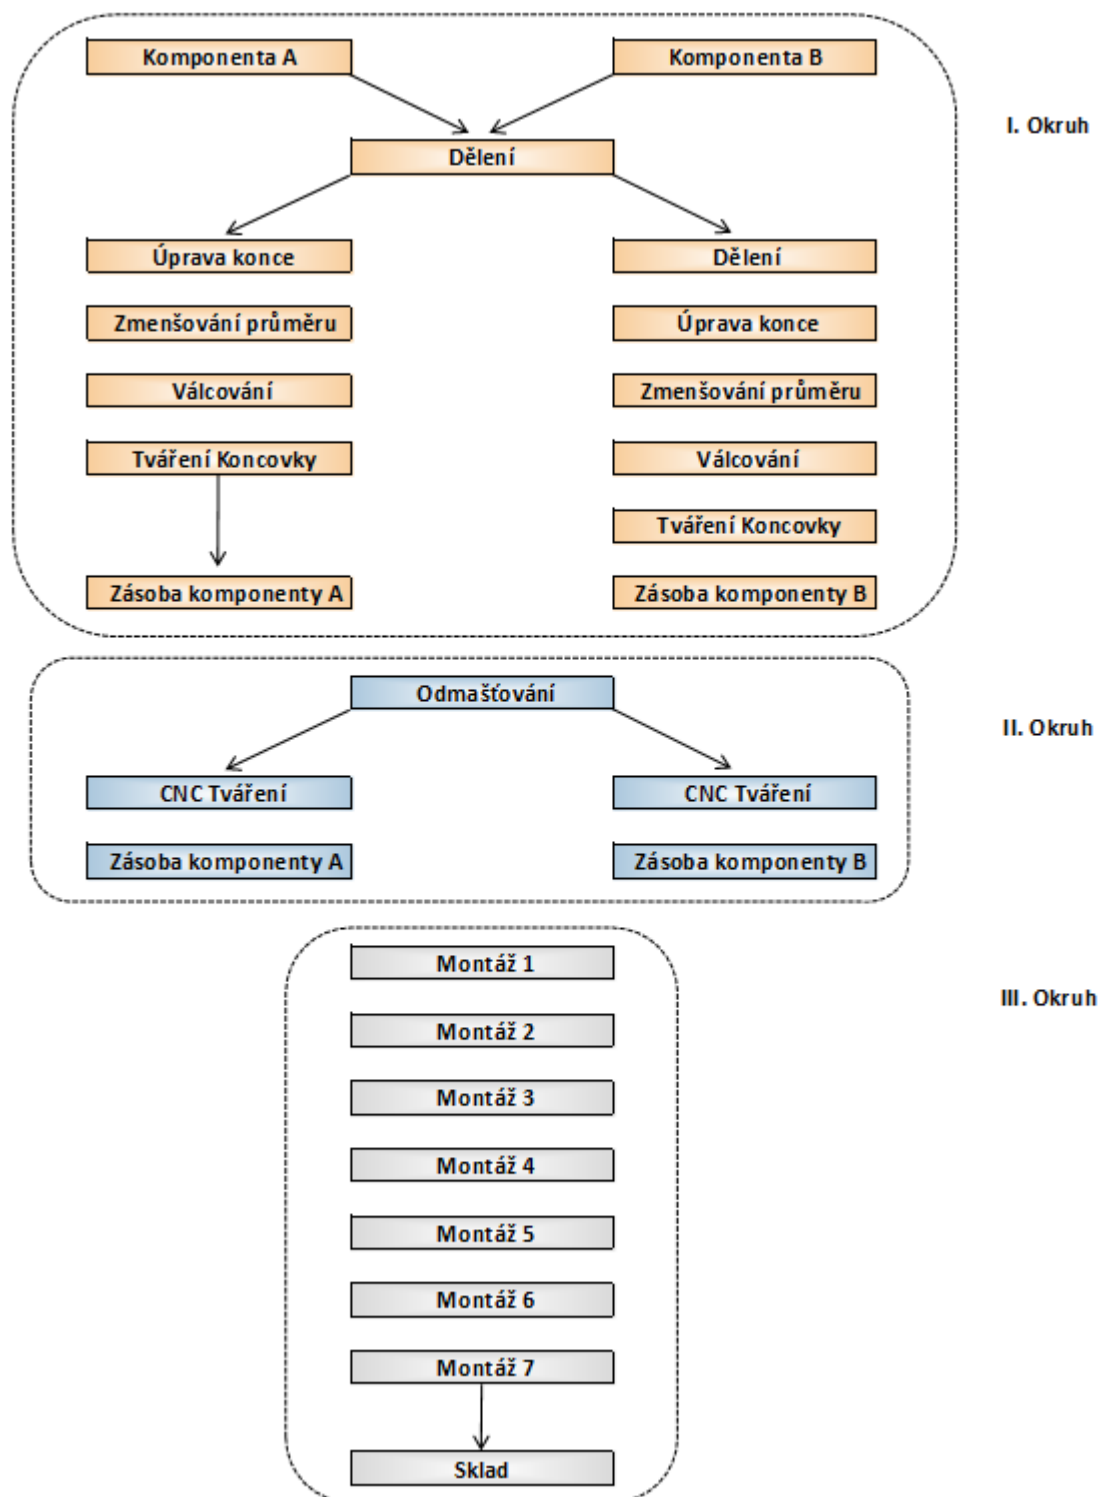 Komponenta A
Komponenta B
I. Okruh
Dělení
Úprava konce
Dělení
Zmenšování průměru
Úprava konce
Válcování
Zmenšování průměru
Tváření Koncovky
Válcování
Tváření Koncovky
Zásoba komponenty A
Zásoba komponenty B
Odmašťování
II. Okruh
CNC Tváření
CNC Tváření
Zásoba komponenty A
Zásoba komponenty B
Montáž 1
III. Okruh
Montáž 2
Montáž 3
Montáž 4
Montáž 5
Montáž 6
Montáž 7
Sklad